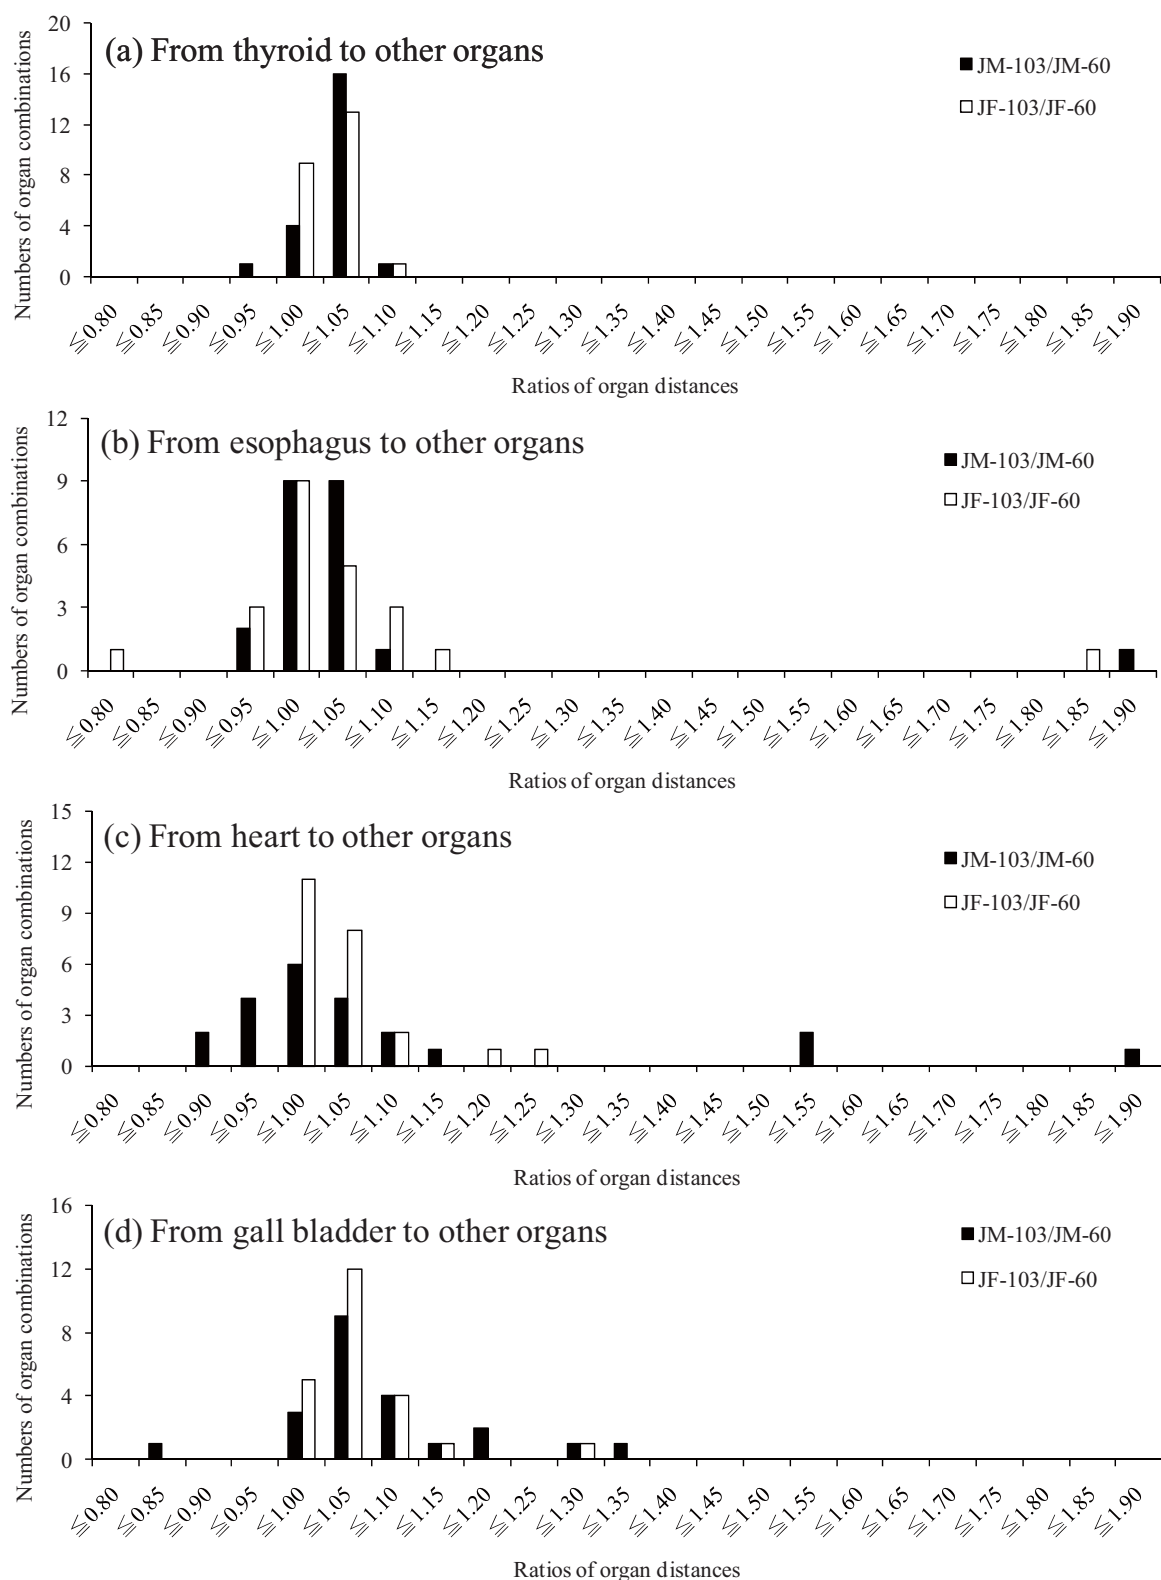 (a) From thyroid to other organs
JM-103/JM-60
JF-103/JF-60
Numbers of organ combinations
20
16
12
8
4
0
≦0.80 ≦0.85 ≦0.90 ≦0.95 ≦1.00 ≦1.05 ≦1.10 ≦1.15 ≦1.20 ≦1.25 ≦1.30 ≦1.35 ≦1.40 ≦1.45 ≦1.50 ≦1.55 ≦1.60 ≦1.65 ≦1.70 ≦1.75 ≦1.80 ≦1.85 ≦1.90
Ratios of organ distances
(b) From esophagus to other organs
JM-103/JM-60
JF-103/JF-60
Numbers of organ combinations
12
9
6
3
0
≦0.80 ≦0.85 ≦0.90 ≦0.95 ≦1.00 ≦1.05 ≦1.10 ≦1.15 ≦1.20 ≦1.25 ≦1.30 ≦1.35 ≦1.40 ≦1.45 ≦1.50 ≦1.55 ≦1.60 ≦1.65 ≦1.70 ≦1.75 ≦1.80 ≦1.85 ≦1.90
Ratios of organ distances
(c) From heart to other organs
JM-103/JM-60
JF-103/JF-60
Numbers of organ combinations
15
12
9
6
3
0
≦0.80 ≦0.85 ≦0.90 ≦0.95 ≦1.00 ≦1.05 ≦1.10 ≦1.15 ≦1.20 ≦1.25 ≦1.30 ≦1.35 ≦1.40 ≦1.45 ≦1.50 ≦1.55 ≦1.60 ≦1.65 ≦1.70 ≦1.75 ≦1.80 ≦1.85 ≦1.90
Ratios of organ distances
(d) From gall bladder to other organs
JM-103/JM-60
JF-103/JF-60
Numbers of organ combinations
16
12
8
4
0
≦0.80 ≦0.85 ≦0.90 ≦0.95 ≦1.00 ≦1.05 ≦1.10 ≦1.15 ≦1.20 ≦1.25 ≦1.30 ≦1.35 ≦1.40 ≦1.45 ≦1.50 ≦1.55 ≦1.60 ≦1.65 ≦1.70 ≦1.75 ≦1.80 ≦1.85 ≦1.90
Ratios of organ distances